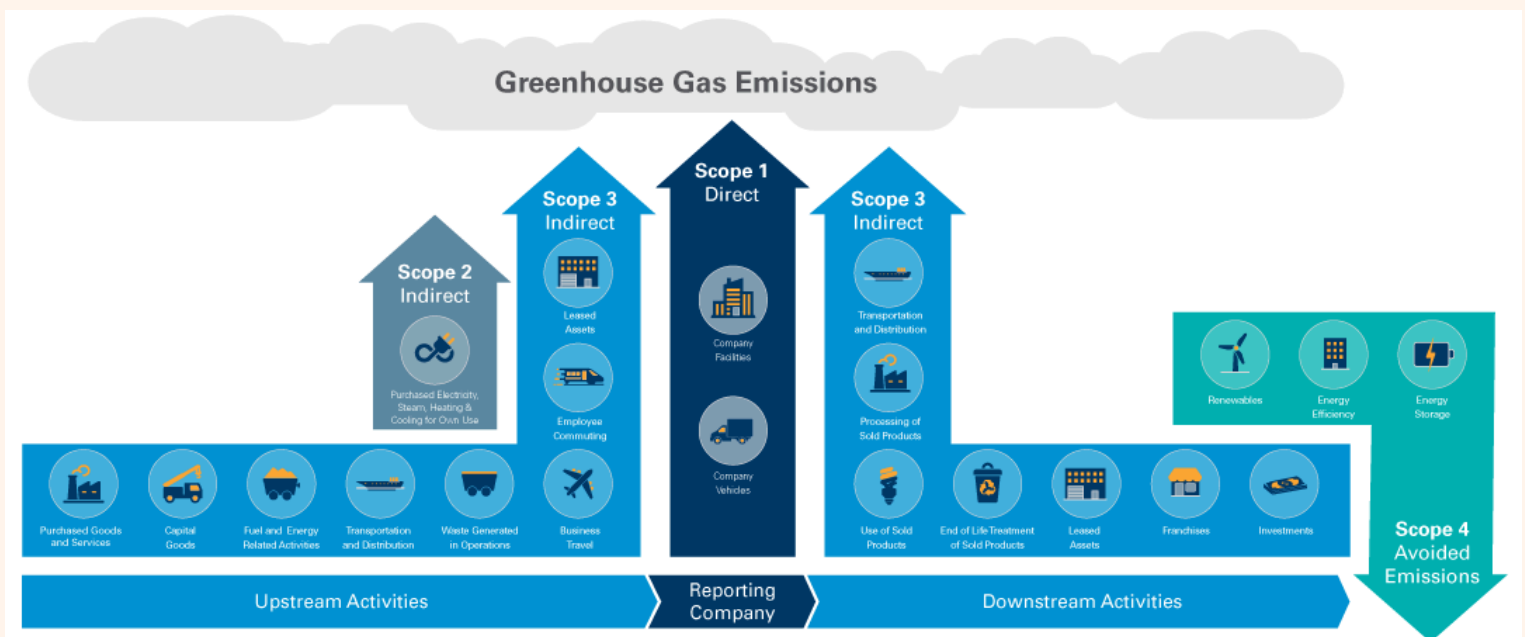 Greenhouse Gas Emissions
Scope 2
Indirect
Purchased Electricity,
Steam, Heating &
Cooling for Own Use
Scope 3
Indirect
Leased
Assets
Employee
Commuting
Purchased Goods
and Services
Capital
Goods
Fuel and Energy
Related Activities
Transportation
and Distribution
Waste Generated
in Operations
Business
Travel
Scope 1
Direct
Company
Facilities
Company
Vehicles
Scope 3
Indirect
Transportation
and Distribution
Processing of
Sold Products
Use of Sold
Products
End of Life Treatment
of Sold Products
Leased
Assets
Franchises
Investments
Renewables
Energy
Efficiency
Energy
Storage
Scope 4
Avoided
Emissions
Upstream Activities
Reporting
Company
Downstream Activities